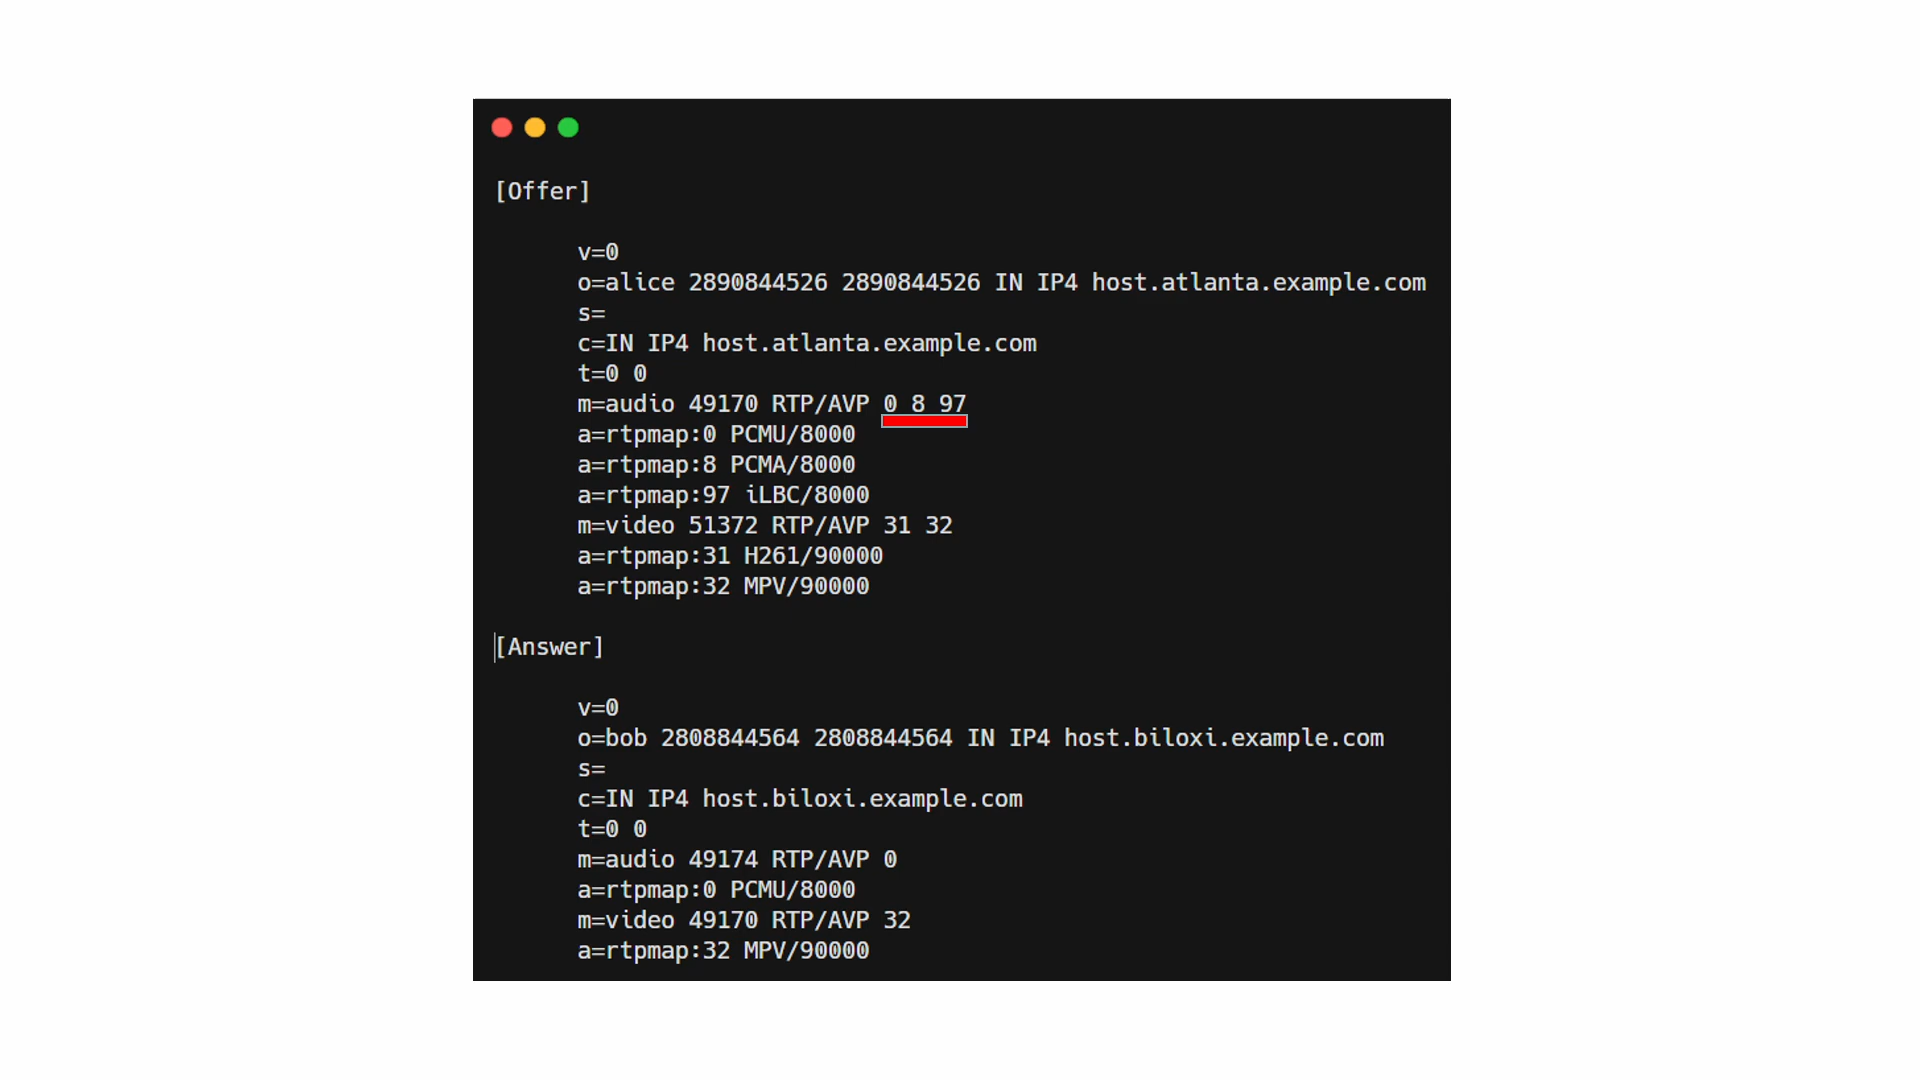 [Offer]
v=0
o=alice 2890844526 2890844526 IN IP4 host.atlanta.example.com
s=
c=IN IP4 host.atlanta.example.com
t=0 0
m=audio 49170 RTP/AVP 0 8 97
a=rtpmap:0 PCMU/8000
a=rtpmap:8 PCMA/8000
a=rtpmap:97 iLBC/8000
m=video 51372 RTP/AVP 31 32
a=rtpmap:31 H261/90000
a=rtpmap:32 MPV/90000
[Answer]
v=0
o=bob 2808844564 2808844564 IN IP4 host.biloxi.example.com
s=
c=IN IP4 host.biloxi.example.com
t=0 0
m=audio 49174 RTP/AVP 0
a=rtpmap:0 PCMU/8000
m=video 49170 RTP/AVP 32
a=rtpmap:32 MPV/90000